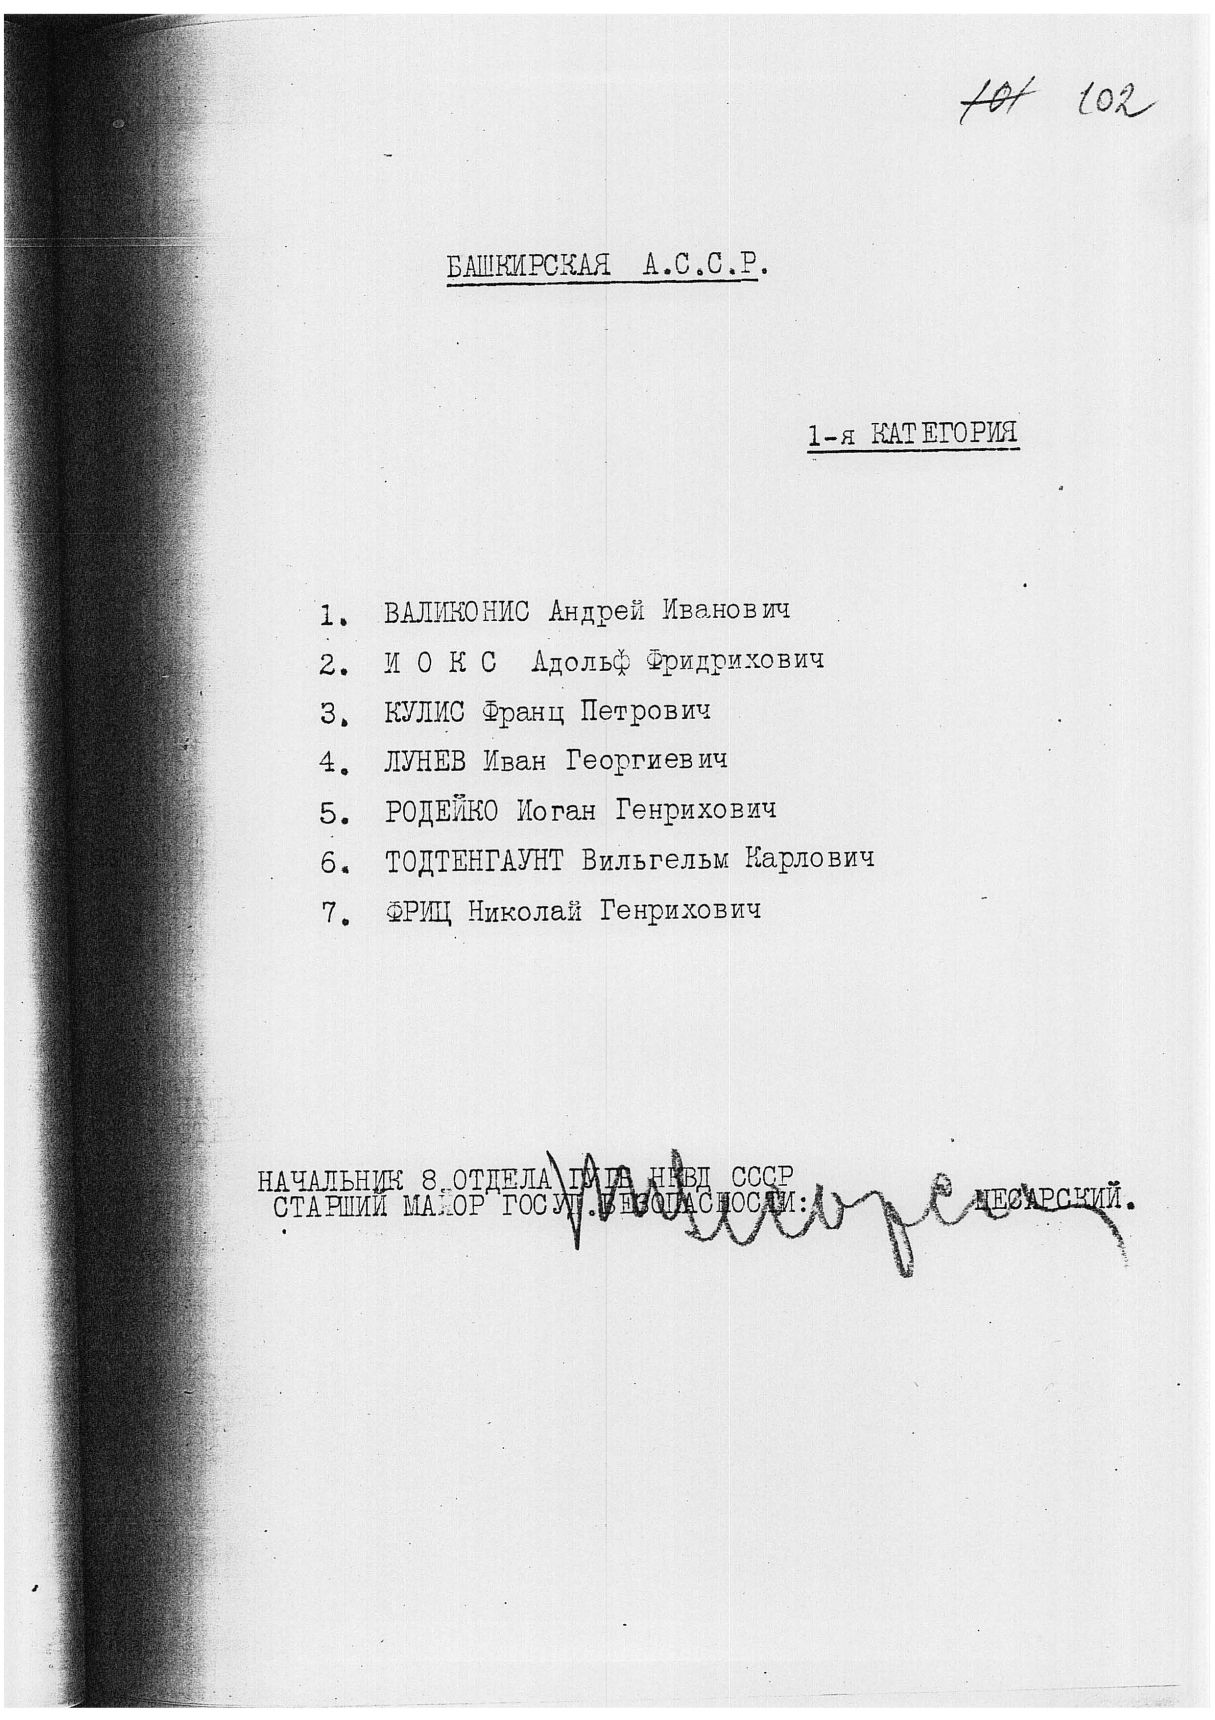 101 102
БАШКИРСКАЯ А.С.С.Р.
1-я КАТЕГОРИЯ
1. ВАЛИКОНИС Андрей Иванович
2. И О К С Адольф Фридрихович
3. КУЛИС Франц Петрович
4. ЛУНЕВ Иван Георгиевич
5. РОДЕЙКО Иоган Генрихович
6. ТОДТЕНГАУНТ Вильгельм Карлович
7. ФРИЦ Николай Генрихович
НАЧАЛЬНИК 8 ОТДЕЛА ГУГБ НКВД СССР
СТАРШИЙ МАЙОР ГОСУД.БЕЗОПАСНОСТИ: ЦЕСАРСКИЙ.